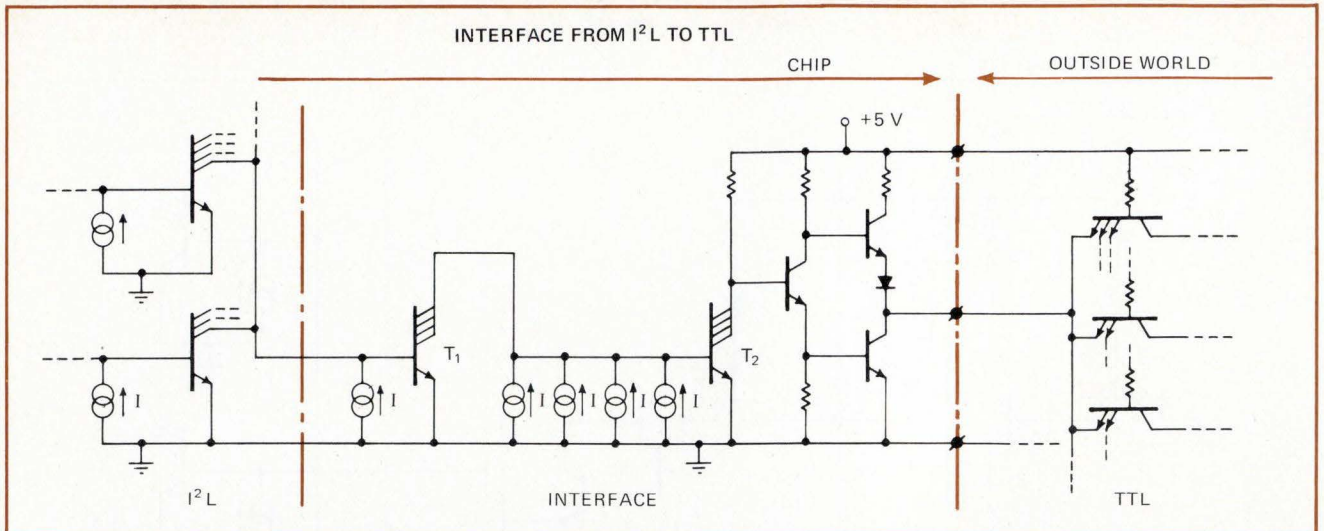 INTERFACE FROM I²L TO TTL
CHIP
OUTSIDE WORLD
+5 V
T₁
T₂
I
I
I
I
I
I
I²L
INTERFACE
TTL